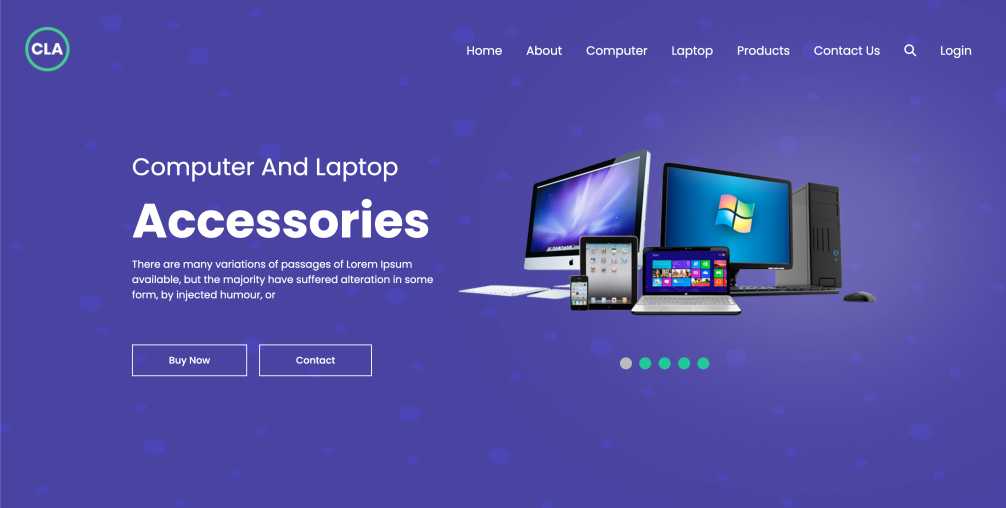 CLA
Home About Computer Laptop Products Contact Us Login
Computer And Laptop
Accessories
There are many variations of passages of Lorem Ipsum
available, but the majority have suffered alteration in some
form, by injected humour, or
Buy Now Contact